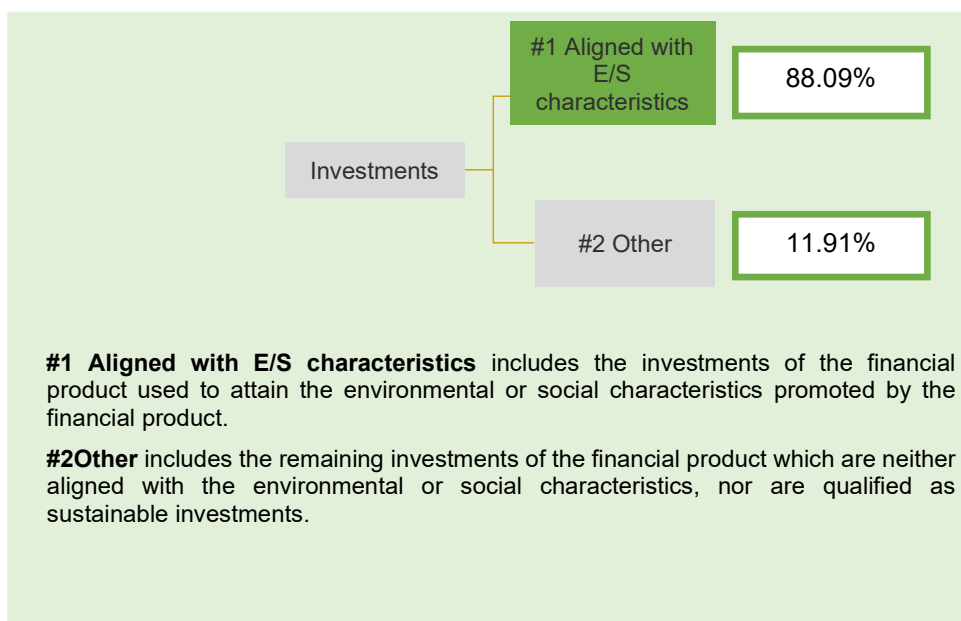 #1 Aligned with
E/S
characteristics
88.09%
Investments
#2 Other
11.91%
#1 Aligned with E/S characteristics includes the investments of the financial
product used to attain the environmental or social characteristics promoted by the
financial product.
#2Other includes the remaining investments of the financial product which are neither
aligned with the environmental or social characteristics, nor are qualified as
sustainable investments.